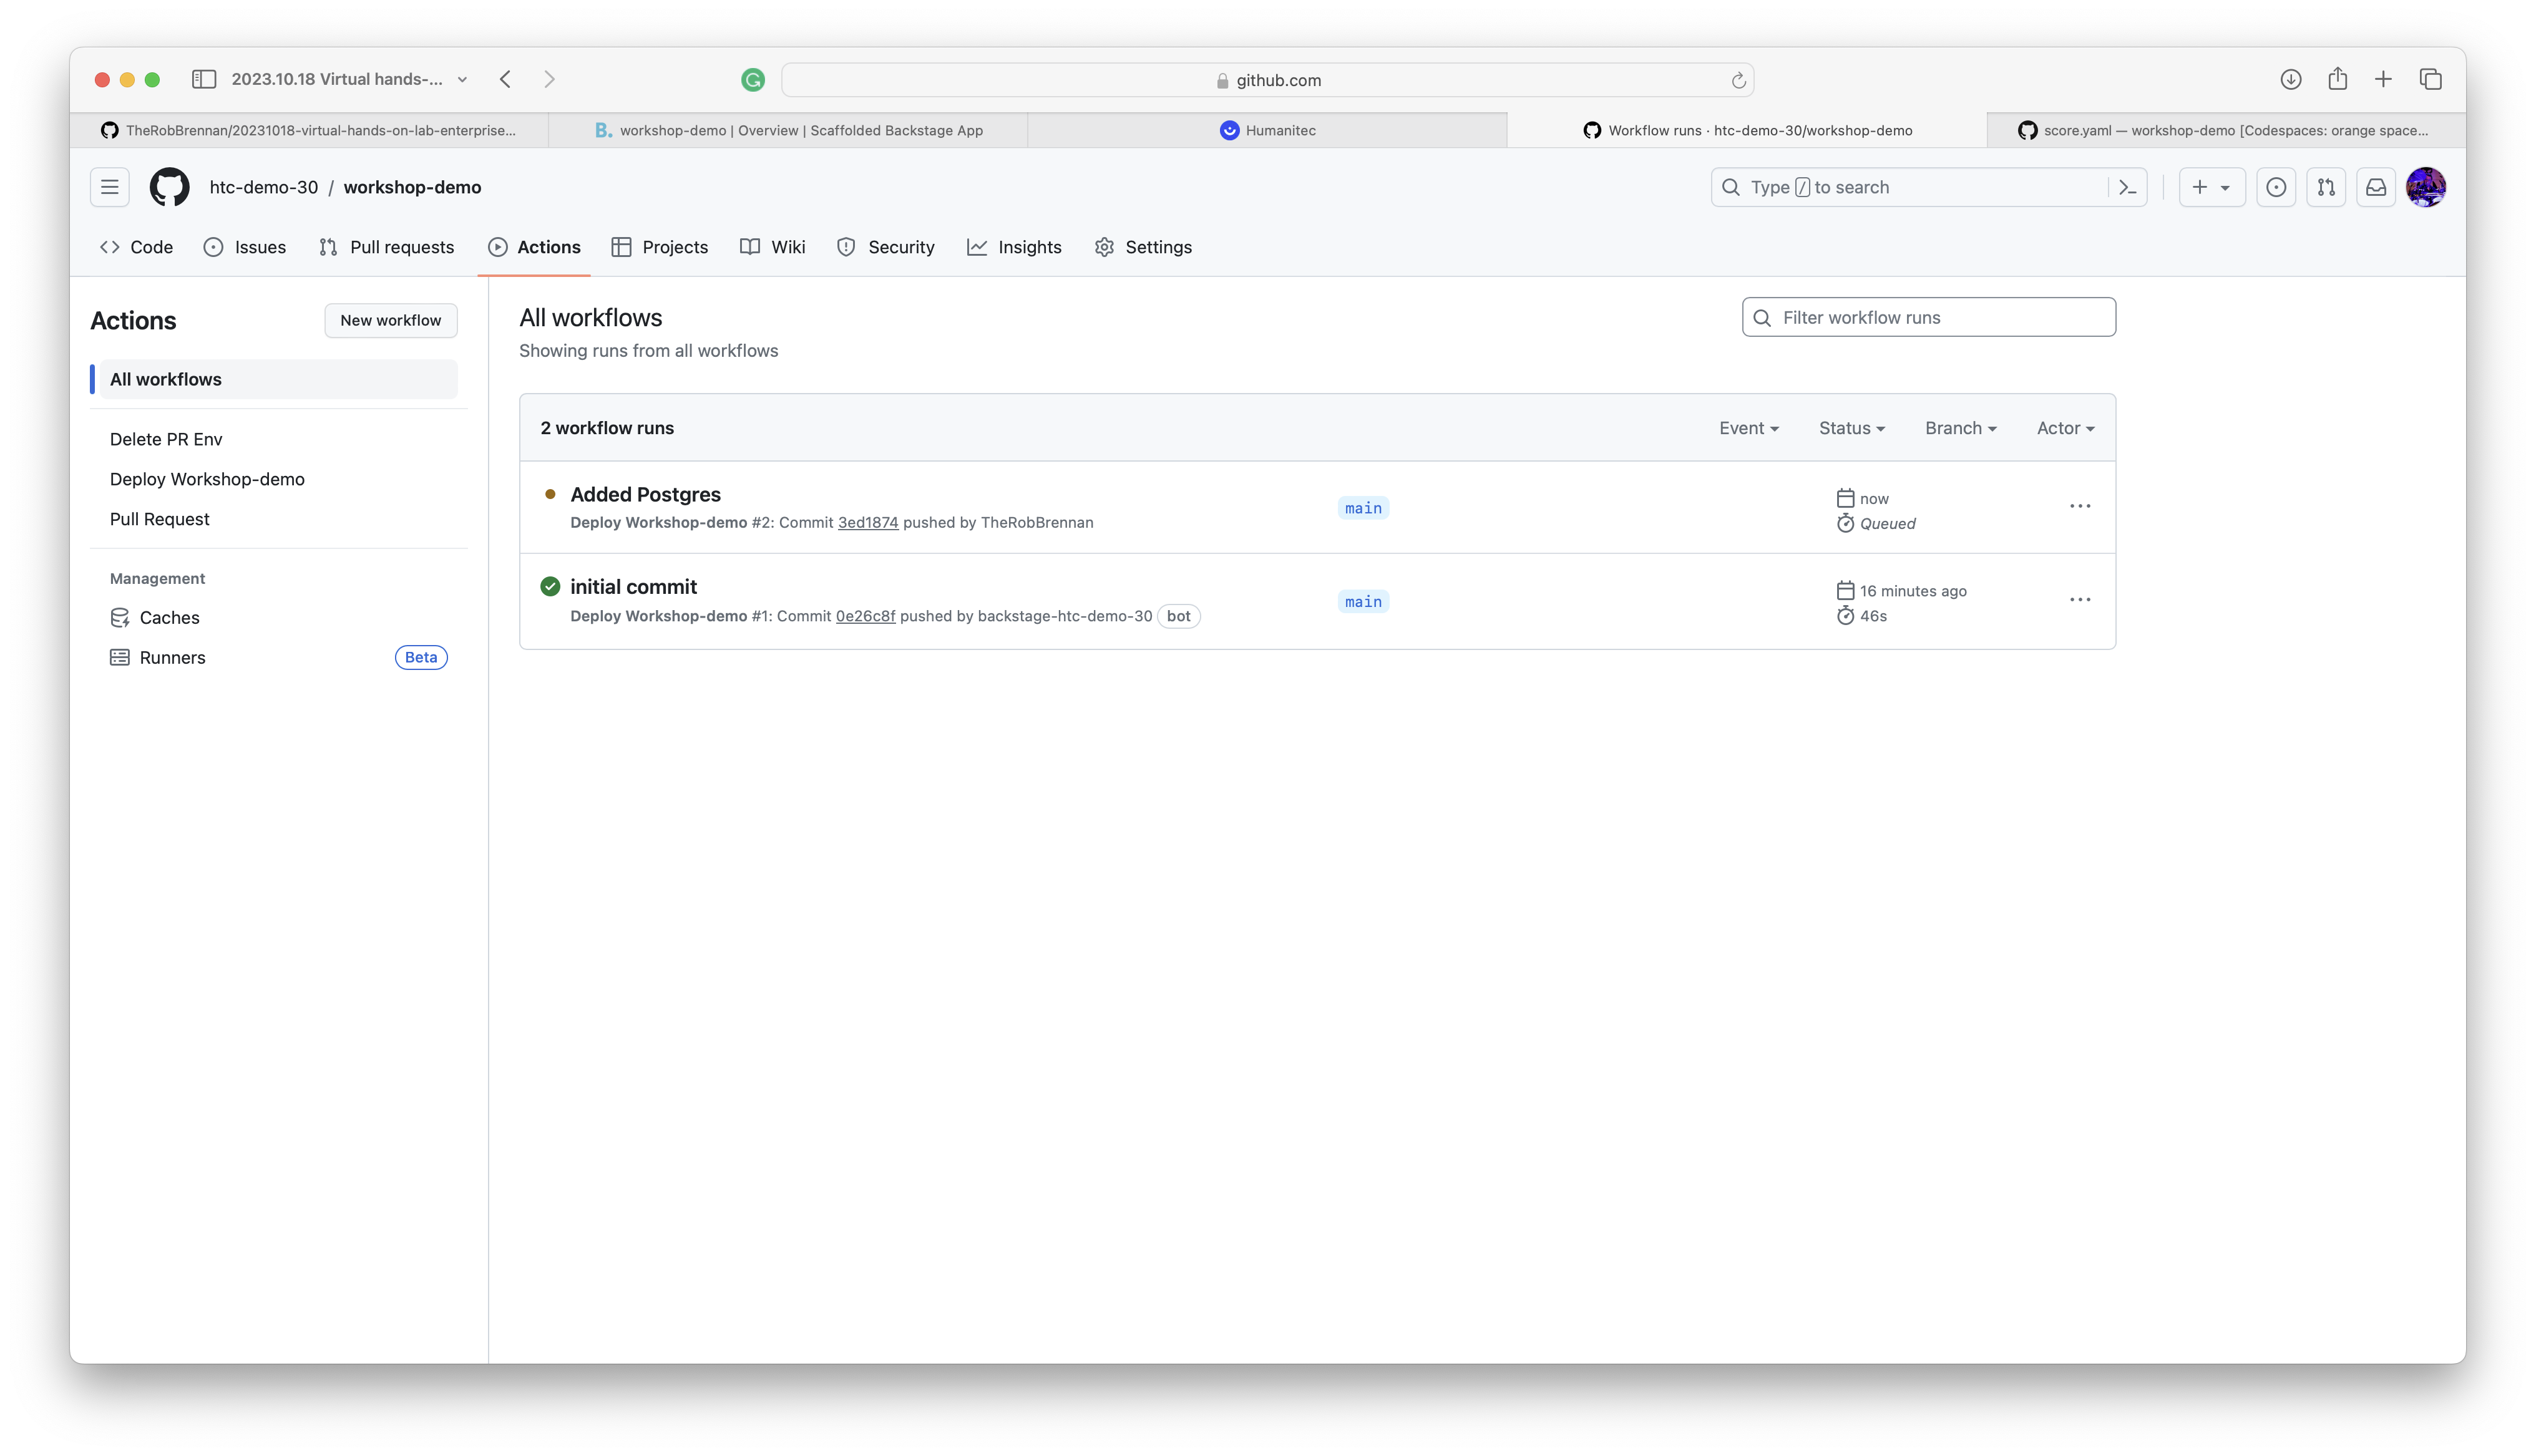 2023.10.18 Virtual hands-...
github.com
TheRobBrennan/20231018-virtual-hands-on-lab-enterprise...
B. workshop-demo | Overview | Scaffolded Backstage App
Humanitec
Workflow runs · htc-demo-30/workshop-demo
score.yaml — workshop-demo [Codespaces: orange space...
htc-demo-30 / workshop-demo
Type / to search
Code
Issues
Pull requests
Actions
Projects
Wiki
Security
Insights
Settings
Actions
New workflow
All workflows
Delete PR Env
Deploy Workshop-demo
Pull Request
Management
Caches
Runners
Beta
All workflows
Showing runs from all workflows
Filter workflow runs
2 workflow runs
Event
Status
Branch
Actor
Added Postgres
Deploy Workshop-demo #2: Commit 3ed1874 pushed by TheRobBrennan
main
now
Queued
initial commit
Deploy Workshop-demo #1: Commit 0e26c8f pushed by backstage-htc-demo-30 bot
main
16 minutes ago
46s